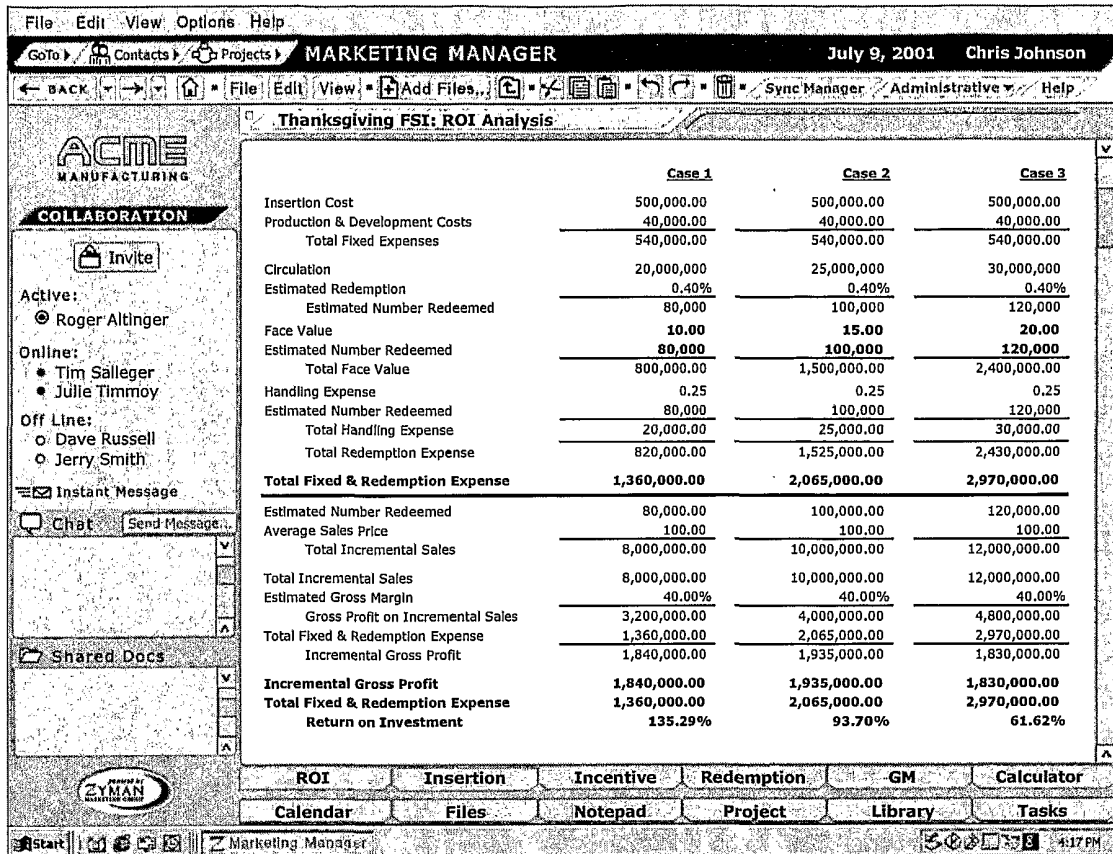 File Edit View Options Help
GoTo Contacts Projects MARKETING MANAGER July 9, 2001 Chris Johnson
BACK File Edit View Add Files... Sync Manager Administrative Help
Thanksgiving FSI: ROI Analysis
ACME
MANUFACTURING
COLLABORATION
Invite
Active:
Roger Altinger
Online:
Tim Salleger
Julie Timmoy
Off Line:
Dave Russell
Jerry Smith
Instant Message
Chat Send Message...
Shared Docs
ZYMAN
Case 1 Case 2 Case 3
Insertion Cost 500,000.00 500,000.00 500,000.00
Production & Development Costs 40,000.00 40,000.00 40,000.00
Total Fixed Expenses 540,000.00 540,000.00 540,000.00
Circulation 20,000,000 25,000,000 30,000,000
Estimated Redemption 0.40% 0.40% 0.40%
Estimated Number Redeemed 80,000 100,000 120,000
Face Value 10.00 15.00 20.00
Estimated Number Redeemed 80,000 100,000 120,000
Total Face Value 800,000.00 1,500,000.00 2,400,000.00
Handling Expense 0.25 0.25 0.25
Estimated Number Redeemed 80,000 100,000 120,000
Total Handling Expense 20,000.00 25,000.00 30,000.00
Total Redemption Expense 820,000.00 1,525,000.00 2,430,000.00
Total Fixed & Redemption Expense 1,360,000.00 2,065,000.00 2,970,000.00
Estimated Number Redeemed 80,000.00 100,000.00 120,000.00
Average Sales Price 100.00 100.00 100.00
Total Incremental Sales 8,000,000.00 10,000,000.00 12,000,000.00
Total Incremental Sales 8,000,000.00 10,000,000.00 12,000,000.00
Estimated Gross Margin 40.00% 40.00% 40.00%
Gross Profit on Incremental Sales 3,200,000.00 4,000,000.00 4,800,000.00
Total Fixed & Redemption Expense 1,360,000.00 2,065,000.00 2,970,000.00
Incremental Gross Profit 1,840,000.00 1,935,000.00 1,830,000.00
Incremental Gross Profit 1,840,000.00 1,935,000.00 1,830,000.00
Total Fixed & Redemption Expense 1,360,000.00 2,065,000.00 2,970,000.00
Return on Investment 135.29% 93.70% 61.62%
ROI Insertion Incentive Redemption GM Calculator
Calendar Files Notepad Project Library Tasks
Start Z Marketing Manager 4:17 PM